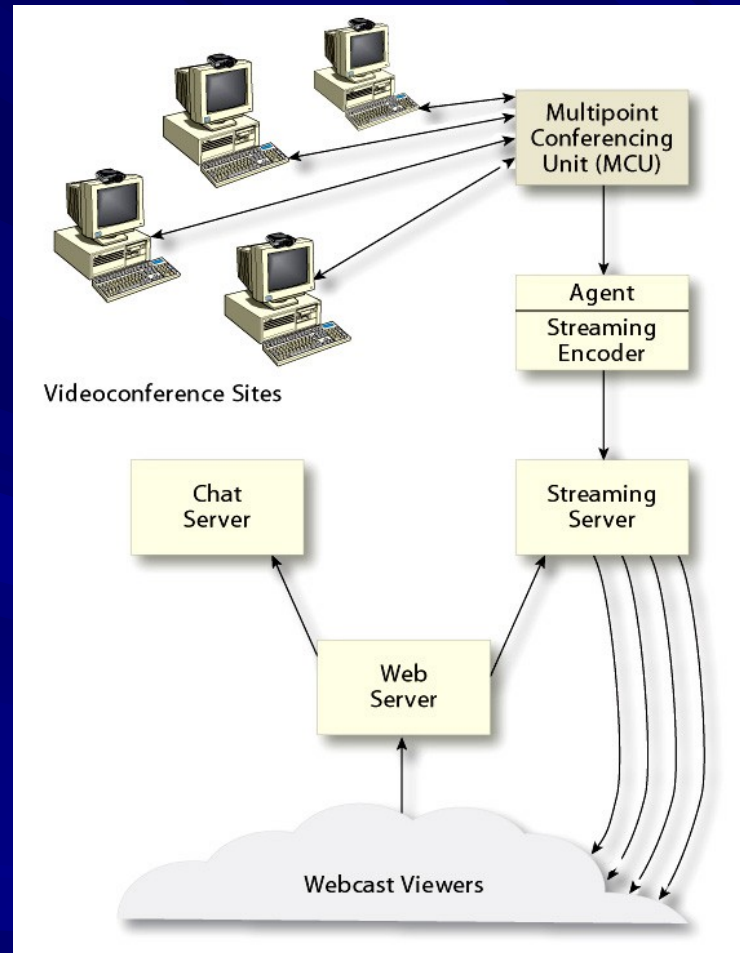 Multipoint
Conferencing
Unit (MCU)
Agent
Streaming
Encoder
Videoconference Sites
Chat
Server
Streaming
Server
Web
Server
Webcast Viewers